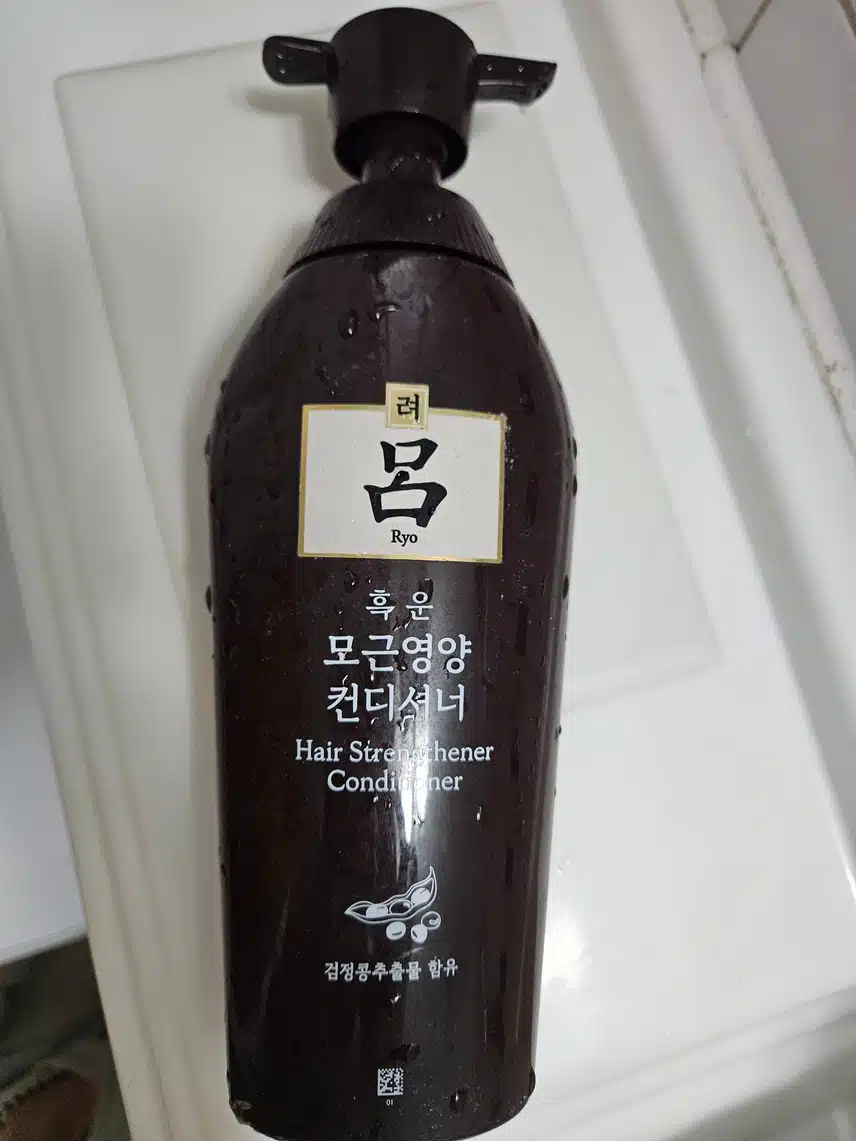 려
呂
Ryo
흑운
모근영양
컨디셔너
Hair Strengthener
Conditioner
검정콩추출물 함유
01